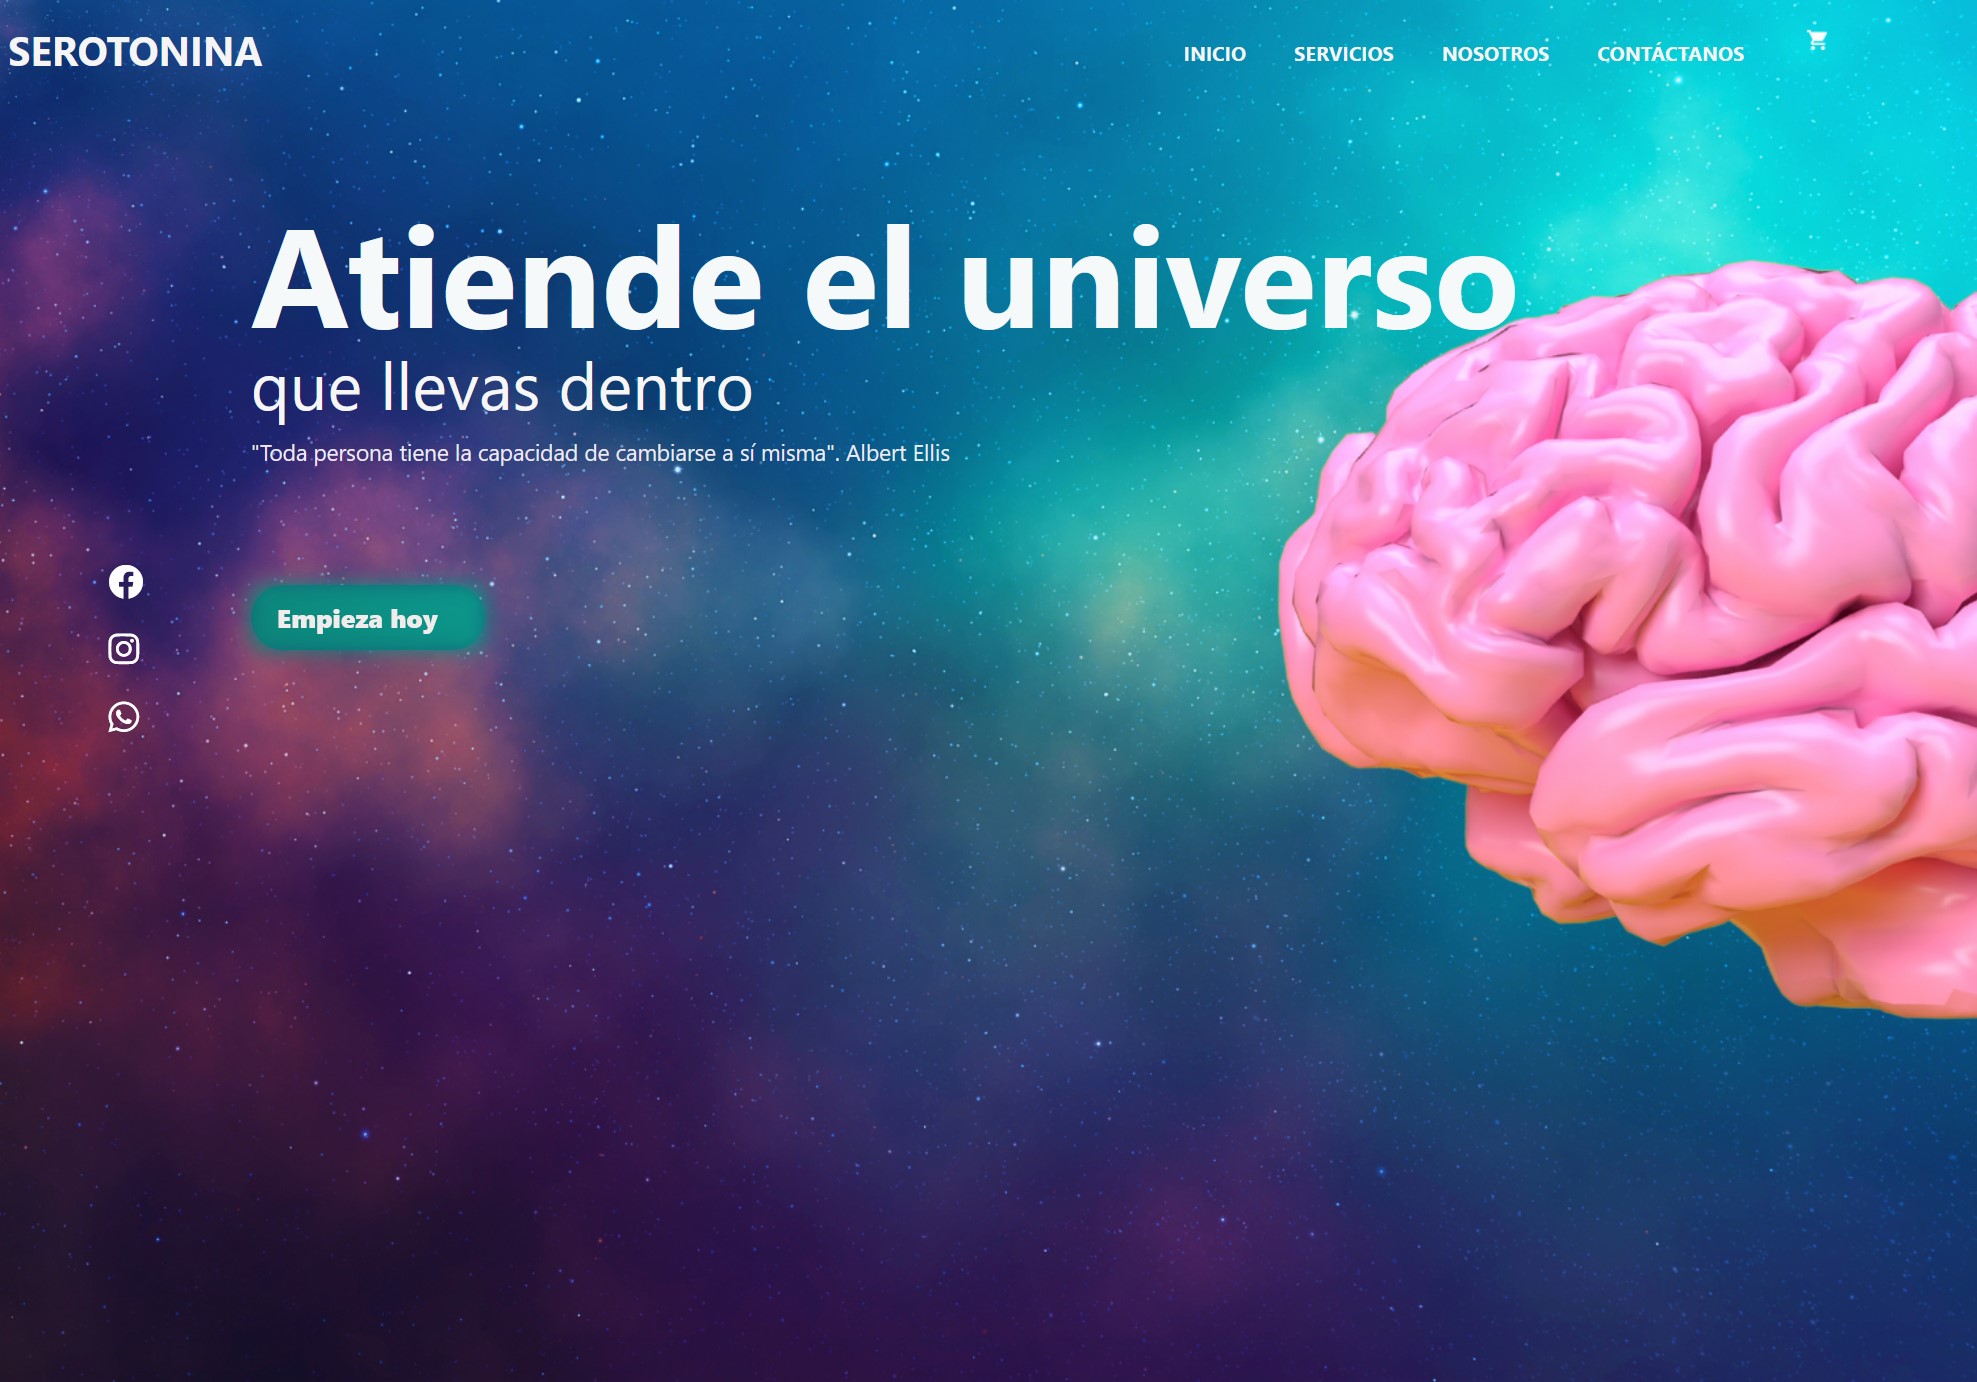 SEROTONINA
INICIO SERVICIOS NOSOTROS CONTÁCTANOS
Atiende el universo
que llevas dentro
"Toda persona tiene la capacidad de cambiarse a sí misma". Albert Ellis
Empieza hoy